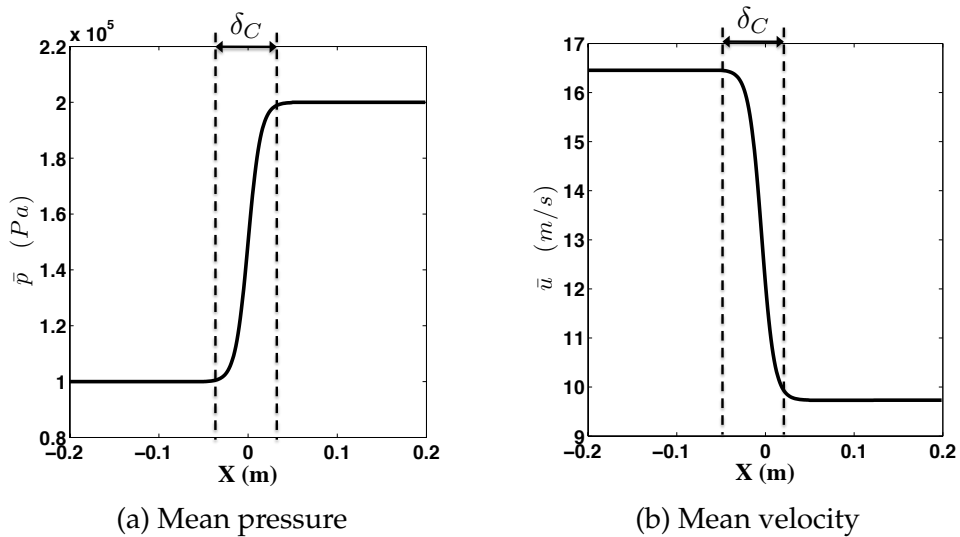 δ_C
x 10⁵
2.2
2
1.8
1.6
1.4
1.2
1
0.8
p̄ (Pa)
−0.2 −0.1 0 0.1 0.2
X (m)
(a) Mean pressure
δ_C
17
16
15
14
13
12
11
10
9
ū (m/s)
−0.2 −0.1 0 0.1 0.2
X (m)
(b) Mean velocity